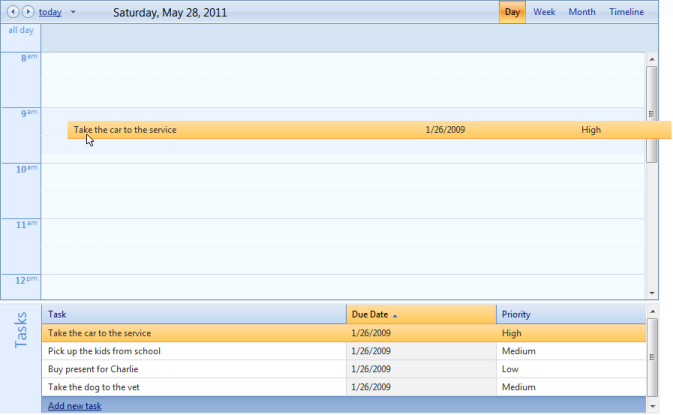 today Saturday, May 28, 2011 Day Week Month Timeline
all day
8 am
9 am
Take the car to the service 1/26/2009 High
10 am
11 am
12 pm
Tasks
Task Due Date Priority
Take the car to the service 1/26/2009 High
Pick up the kids from school 1/26/2009 Medium
Buy present for Charlie 1/26/2009 Low
Take the dog to the vet 1/26/2009 Medium
Add new task